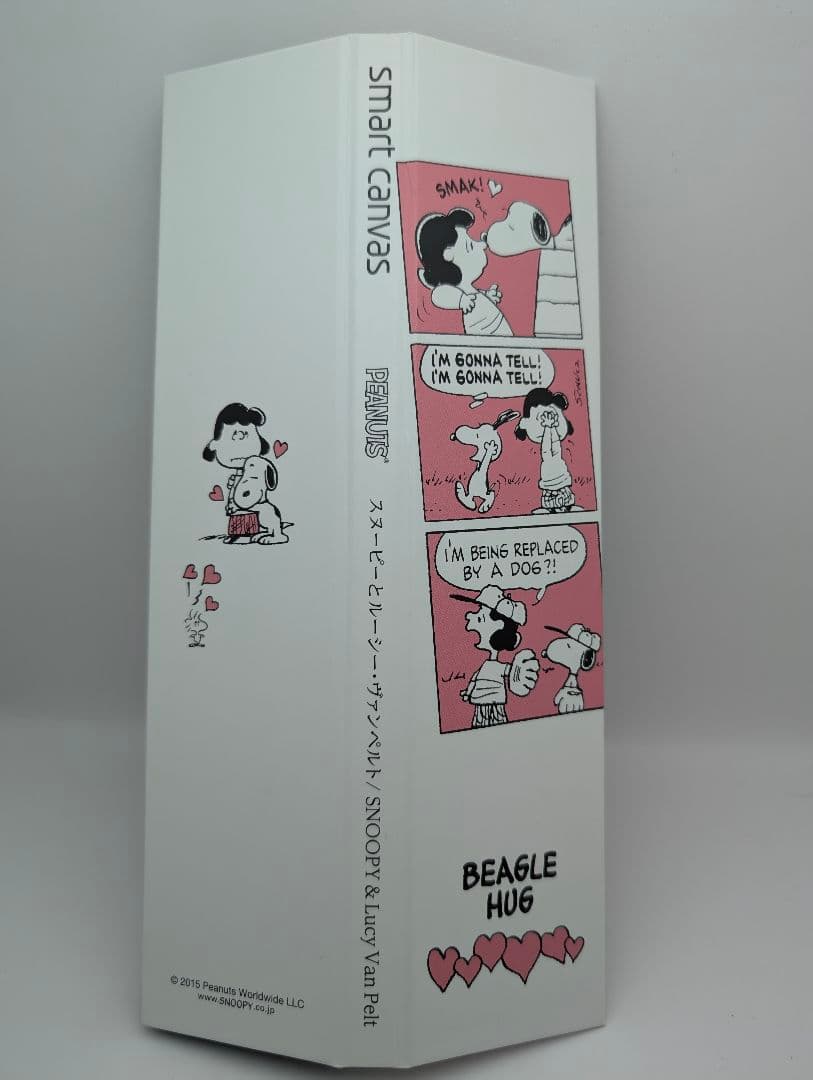 smart canvas
PEANUTS®
スヌーピーとルーシー・ヴァンペルト / SNOOPY & Lucy Van Pelt
SMAK!
I'M GONNA TELL!
I'M GONNA TELL!
SCHULZ
I'M BEING REPLACED
BY A DOG?!
BEAGLE
HUG
© 2015 Peanuts Worldwide LLC
www.SNOOPY.co.jp